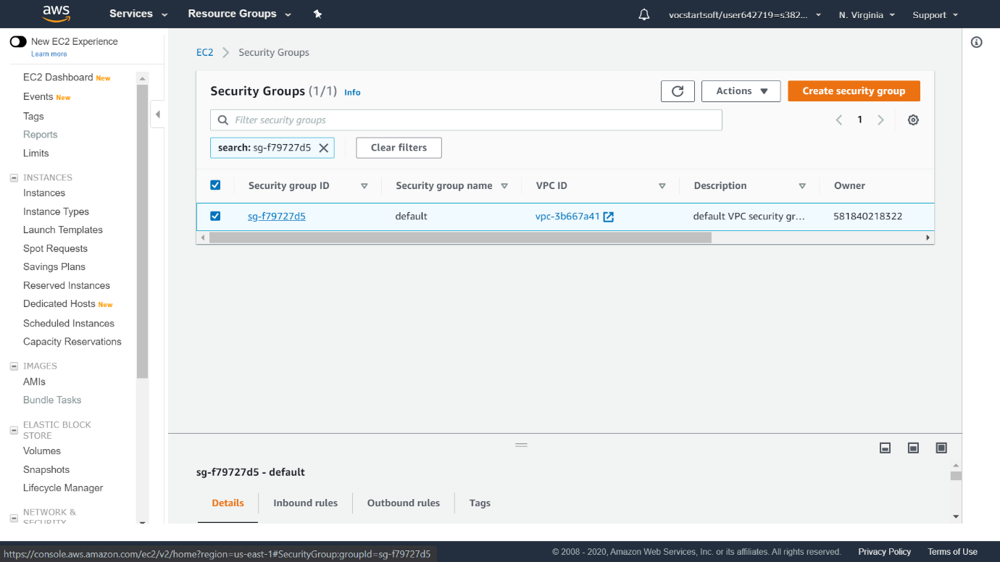 aws Services Resource Groups vocstartsoft/user642719=s382... N. Virginia Support
New EC2 Experience
Learn more
EC2 Dashboard New
Events New
Tags
Reports
Limits
INSTANCES
Instances
Instance Types
Launch Templates
Spot Requests
Savings Plans
Reserved Instances
Dedicated Hosts New
Scheduled Instances
Capacity Reservations
IMAGES
AMIs
Bundle Tasks
ELASTIC BLOCK
STORE
Volumes
Snapshots
Lifecycle Manager
NETWORK &
SECURITY
EC2 Security Groups
Security Groups (1/1) Info Actions Create security group
Filter security groups 1
search: sg-f79727d5 Clear filters
Security group ID Security group name VPC ID Description Owner
sg-f79727d5 default vpc-3b667a41 default VPC security gr... 581840218322
sg-f79727d5 - default
Details Inbound rules Outbound rules Tags
https://console.aws.amazon.com/ec2/v2/home?region=us-east-1#SecurityGroup:groupId=sg-f79727d5 © 2008 - 2020, Amazon Web Services, Inc. or its affiliates. All rights reserved. Privacy Policy Terms of Use